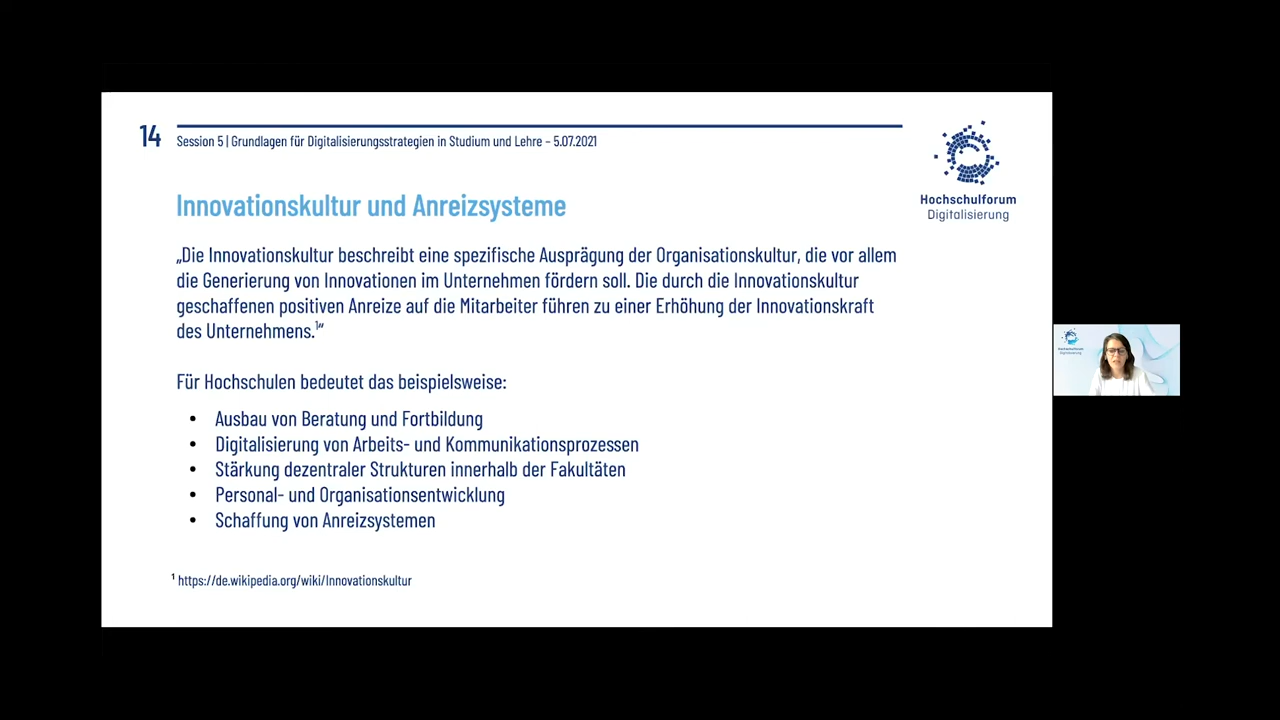 14
Session 5 | Grundlagen für Digitalisierungsstrategien in Studium und Lehre – 5.07.2021
Hochschulforum
Digitalisierung
Innovationskultur und Anreizsysteme
„Die Innovationskultur beschreibt eine spezifische Ausprägung der Organisationskultur, die vor allem
die Generierung von Innovationen im Unternehmen fördern soll. Die durch die Innovationskultur
geschaffenen positiven Anreize auf die Mitarbeiter führen zu einer Erhöhung der Innovationskraft
des Unternehmens.¹“
Für Hochschulen bedeutet das beispielsweise:
• Ausbau von Beratung und Fortbildung
• Digitalisierung von Arbeits- und Kommunikationsprozessen
• Stärkung dezentraler Strukturen innerhalb der Fakultäten
• Personal- und Organisationsentwicklung
• Schaffung von Anreizsystemen
¹ https://de.wikipedia.org/wiki/Innovationskultur
Hochschulforum
Digitalisierung